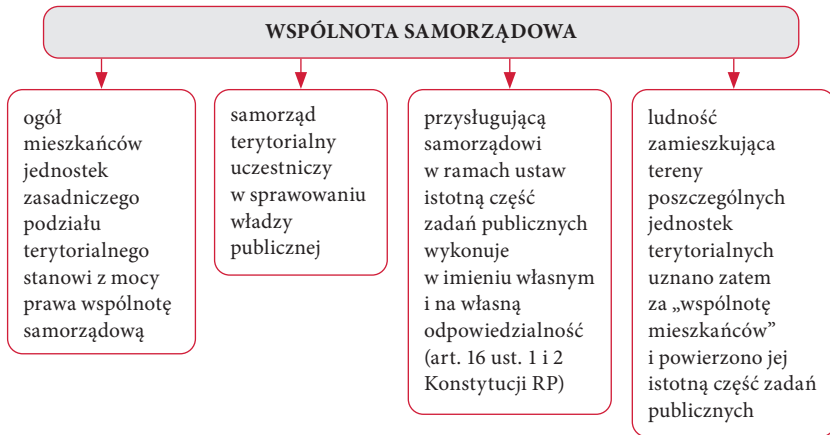 WSPÓLNOTA SAMORZĄDOWA
ogół
mieszkańców
jednostek
zasadniczego
podziału
terytorialnego
stanowi z mocy
prawa wspólnotę
samorządową
samorząd
terytorialny
uczestniczy
w sprawowaniu
władzy
publicznej
przysługującą
samorządowi
w ramach ustaw
istotną część
zadań publicznych
wykonuje
w imieniu własnym
i na własną
odpowiedzialność
(art. 16 ust. 1 i 2
Konstytucji RP)
ludność
zamieszkująca
tereny
poszczególnych
jednostek
terytorialnych
uznano zatem
za „wspólnotę
mieszkańców”
i powierzono jej
istotną część zadań
publicznych